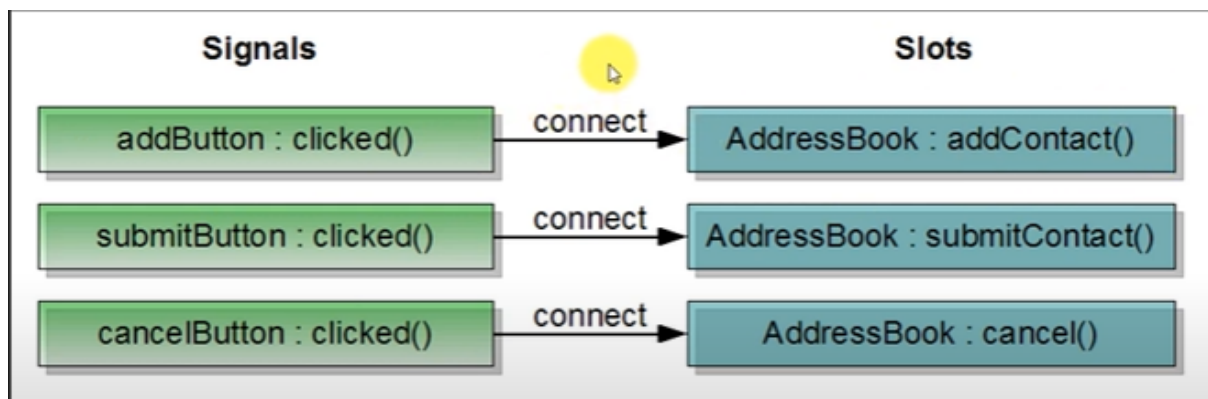 Signals
Slots
addButton : clicked()
connect
AddressBook : addContact()
submitButton : clicked()
connect
AddressBook : submitContact()
cancelButton : clicked()
connect
AddressBook : cancel()